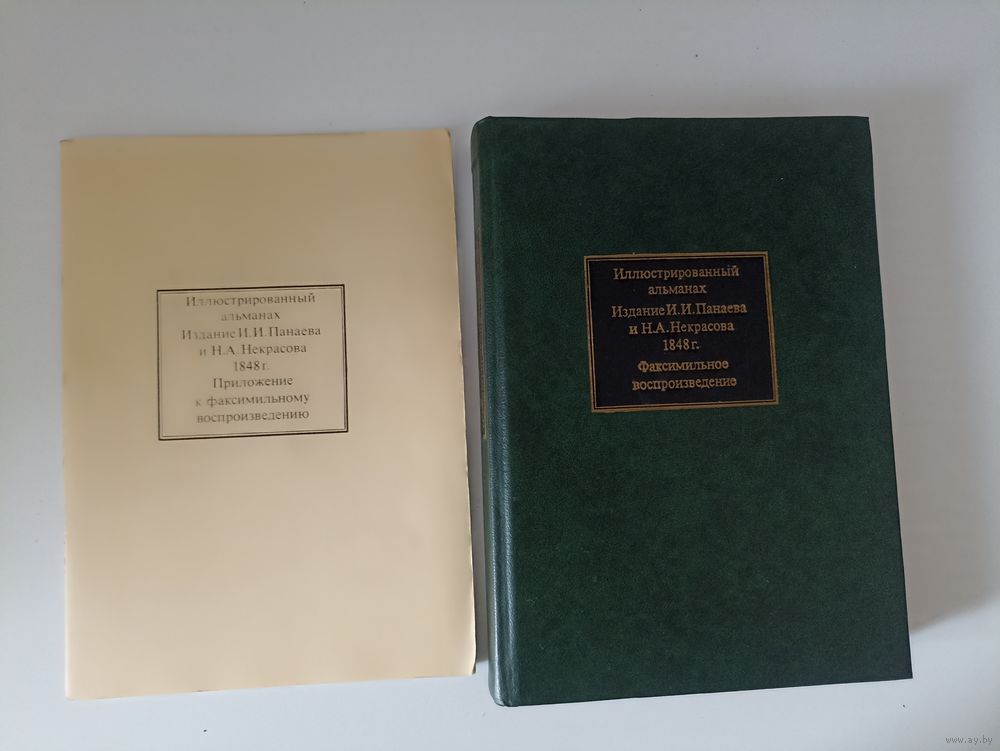 Иллюстрированный
альманах
Издание И.И.Панаева
и Н.А.Некрасова
1848 г.
Приложение
к факсимильному
воспроизведению
Иллюстрированный
альманах
Издание И.И.Панаева
и Н.А.Некрасова
1848 г.
Факсимильное
воспроизведение
www.ay.by